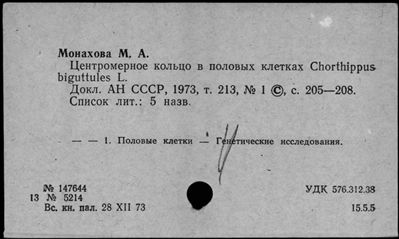 Монахова М. А.
Центромерное кольцо в половых клетках Chorthippus
biguttules L.
Докл. АН СССР, 1973, т. 213, № 1 ©, с. 205—208.
Список лит.: 5 назв.
— — 1. Половые клетки — Генетические исследования.
№ 147644
УДК 576.312.38
13 № 5214
Вс. кн. пал. 28 XII 73
15.5.5